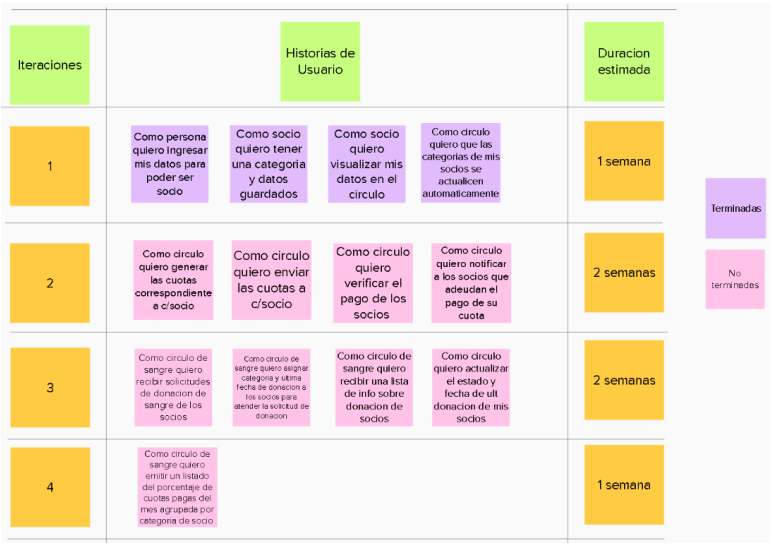 Iteraciones
Historias de
Usuario
Duracion
estimada
1
Como persona
quiero ingresar
mis datos para
poder ser
socio
Como socio
quiero tener
una categoria
y datos
guardados
Como socio
quiero
visualizar mis
datos en el
circulo
Como circulo
quiero que las
categorias de mis
socios se
actualicen
automaticamente
1 semana
Terminadas
2
Como circulo
quiero generar
las cuotas
correspondiente
a c/socio
Como circulo
quiero enviar
las cuotas a
c/socio
Como circulo
quiero
verificar el
pago de los
socios
Como circulo
quiero notificar
a los socios que
adeudan el
pago de su
cuota
2 semanas
No
terminadas
3
Como circulo de
sangre quiero
recibir solicitudes
de donacion de
sangre de los
socios
Como circulo de
sangre quiero asignar
categoria y ultima
fecha de donacion a
los socios para
atender la solicitud de
donacion
Como circulo de
sangre quiero
recibir una lista
de info sobre
donacion de
socios
Como circulo
quiero actualizar
el estado y
fecha de ult
donacion de mis
socios
2 semanas
4
Como circulo de
sangre quiero
emitir un listado
del porcentaje de
cuotas pagas del
mes agrupada por
categoria de socio
1 semana